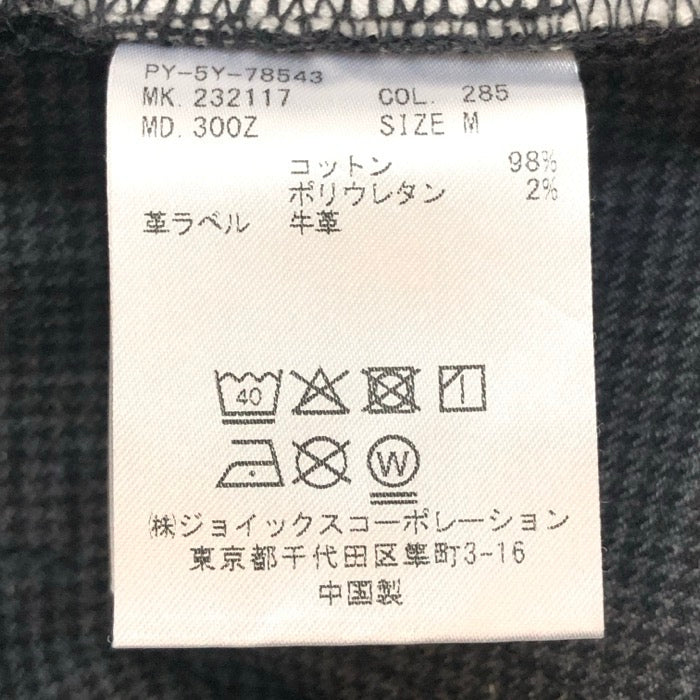 PY-5Y-78543
MK. 232117 COL. 285
MD. 300Z SIZE M
コットン 98%
ポリウレタン 2%
革ラベル 牛革
40
W
㈱ジョイックスコーポレーション
東京都千代田区隼町3-16
中国製